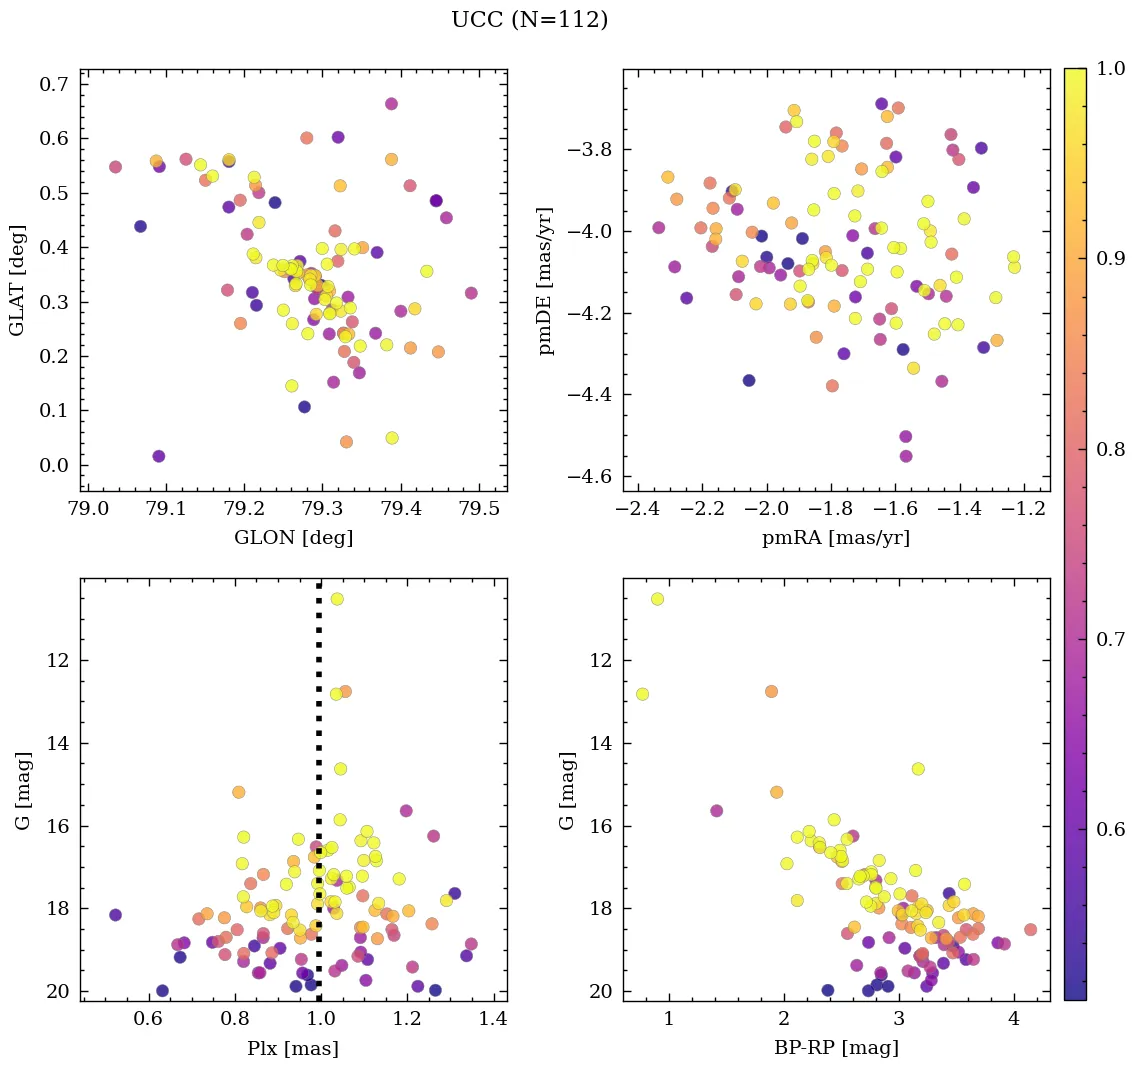 UCC (N=112)
0.7
0.6
0.5
0.4
0.3
0.2
0.1
0.0
GLAT [deg]
79.0 79.1 79.2 79.3 79.4 79.5
GLON [deg]
−3.8
−4.0
−4.2
−4.4
−4.6
pmDE [mas/yr]
−2.4 −2.2 −2.0 −1.8 −1.6 −1.4 −1.2
pmRA [mas/yr]
12
14
16
18
20
G [mag]
0.6 0.8 1.0 1.2 1.4
Plx [mas]
12
14
16
18
20
G [mag]
1 2 3 4
BP-RP [mag]
1.0
0.9
0.8
0.7
0.6